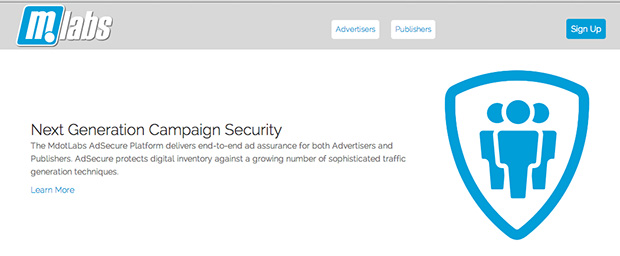 m.labs
Advertisers
Publishers
Sign Up
Next Generation Campaign Security
The MdotLabs AdSecure Platform delivers end-to-end ad assurance for both Advertisers and
Publishers. AdSecure protects digital inventory against a growing number of sophisticated traffic
generation techniques.
Learn More